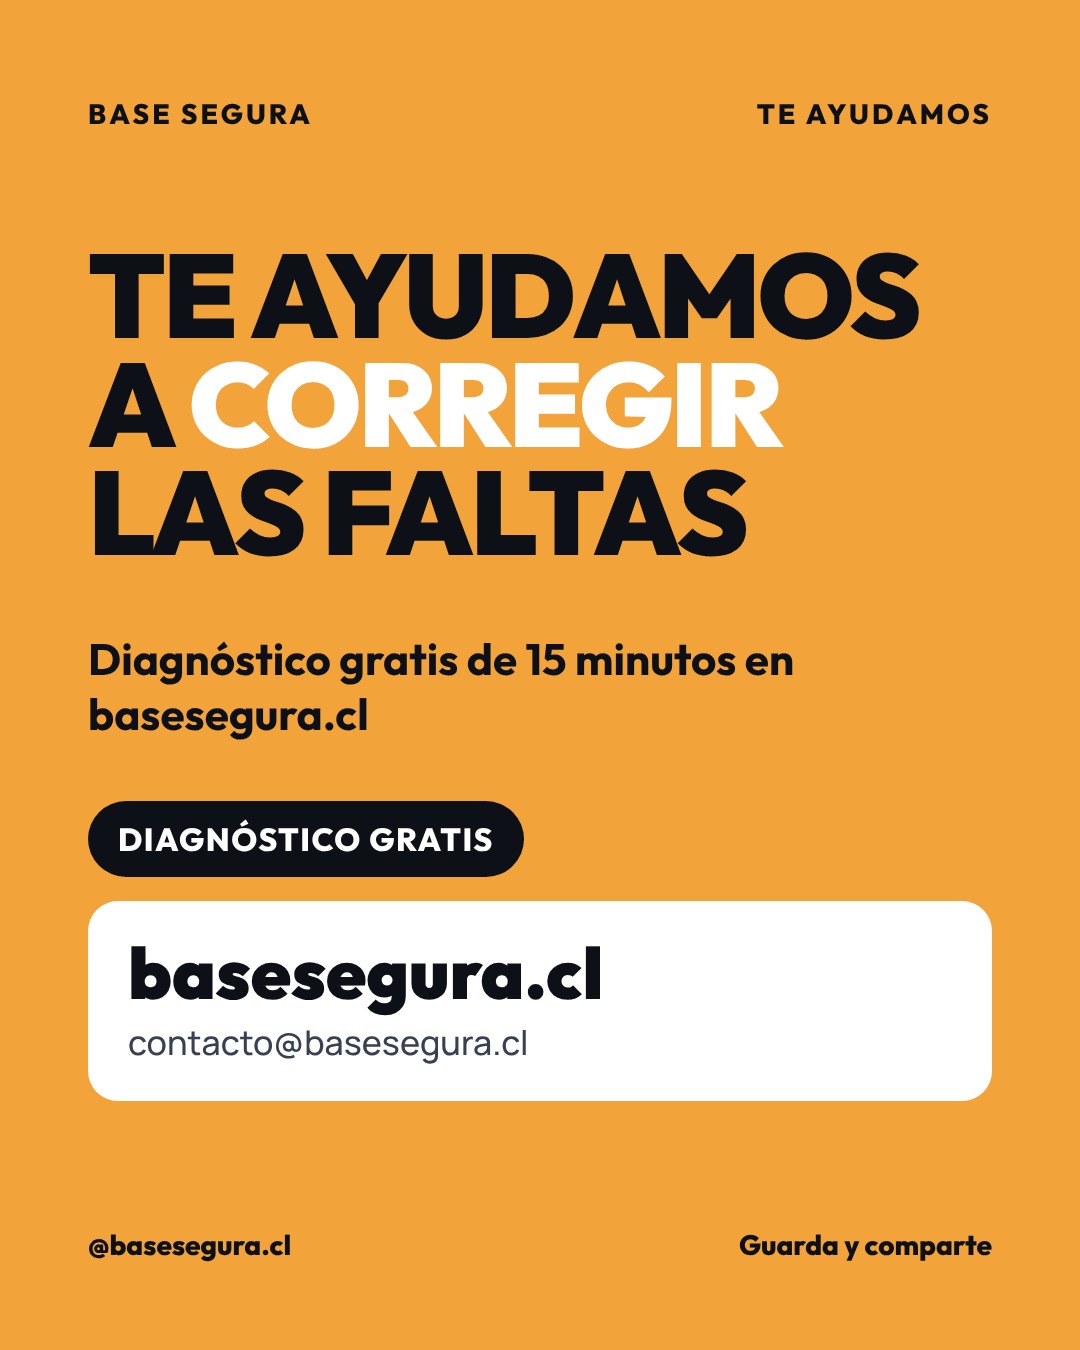 BASE SEGURA
TE AYUDAMOS
TE AYUDAMOS
A CORREGIR
LAS FALTAS
Diagnóstico gratis de 15 minutos en
basesegura.cl
DIAGNÓSTICO GRATIS
basesegura.cl
contacto@basesegura.cl
@basesegura.cl
Guarda y comparte